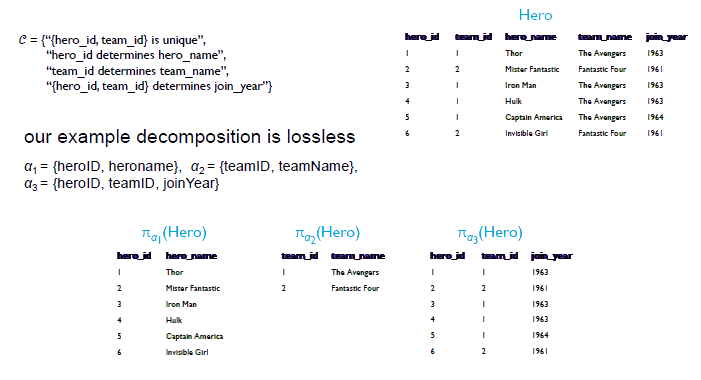 Hero
hero_id team_id hero_name team_name join_year
1 1 Thor The Avengers 1963
2 2 Mister Fantastic Fantastic Four 1961
3 1 Iron Man The Avengers 1963
4 1 Hulk The Avengers 1963
5 1 Captain America The Avengers 1964
6 2 Invisible Girl Fantastic Four 1961
𝒞 = {“{hero_id, team_id} is unique”,
“hero_id determines hero_name”,
“team_id determines team_name”,
“{hero_id, team_id} determines join_year”}
our example decomposition is lossless
α₁ = {heroID, heroname}, α₂ = {teamID, teamName},
α₃ = {heroID, teamID, joinYear}
π_α₁(Hero)
hero_id hero_name
1 Thor
2 Mister Fantastic
3 Iron Man
4 Hulk
5 Captain America
6 Invisible Girl
π_α₂(Hero)
team_id team_name
1 The Avengers
2 Fantastic Four
π_α₃(Hero)
hero_id team_id join_year
1 1 1963
2 2 1961
3 1 1963
4 1 1963
5 1 1964
6 2 1961